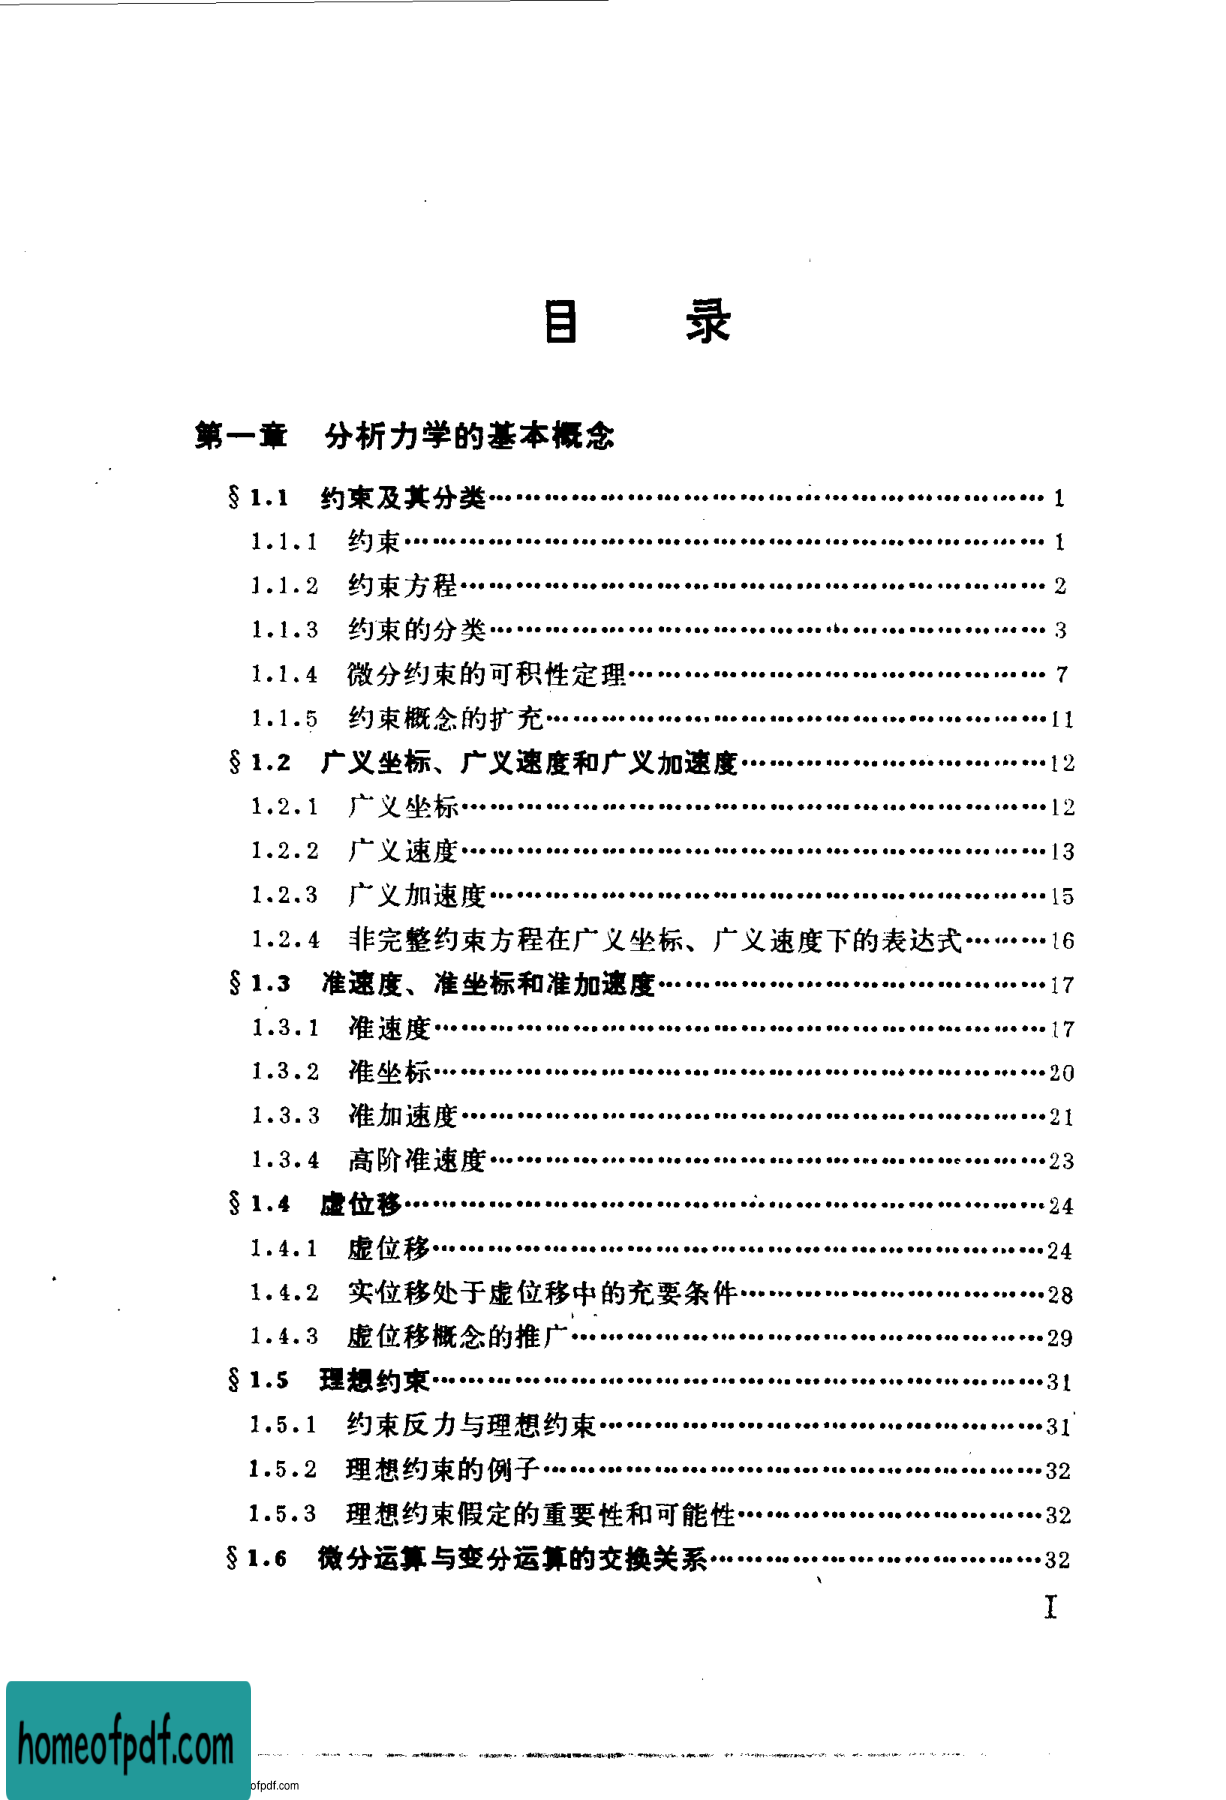 目 录
第一章 分析力学的基本概念
§1.1 约束及其分类…………………………………………………………1
1.1.1 约束…………………………………………………………………1
1.1.2 约束方程……………………………………………………………2
1.1.3 约束的分类…………………………………………………………3
1.1.4 微分约束的可积性定理……………………………………………7
1.1.5 约束概念的扩充……………………………………………………11
§1.2 广义坐标、广义速度和广义加速度………………………………12
1.2.1 广义坐标……………………………………………………………12
1.2.2 广义速度……………………………………………………………13
1.2.3 广义加速度…………………………………………………………15
1.2.4 非完整约束方程在广义坐标、广义速度下的表达式………16
§1.3 准速度、准坐标和准加速度………………………………………17
1.3.1 准速度………………………………………………………………17
1.3.2 准坐标………………………………………………………………20
1.3.3 准加速度……………………………………………………………21
1.3.4 高阶准速度…………………………………………………………23
§1.4 虚位移…………………………………………………………………24
1.4.1 虚位移………………………………………………………………24
1.4.2 实位移处于虚位移中的充要条件………………………………28
1.4.3 虚位移概念的推广…………………………………………………29
§1.5 理想约束………………………………………………………………31
1.5.1 约束反力与理想约束………………………………………………31
1.5.2 理想约束的例子……………………………………………………32
1.5.3 理想约束假定的重要性和可能性………………………………32
§1.6 微分运算与变分运算的交换关系…………………………………32
I
homeofpdf.com
ofpdf.com